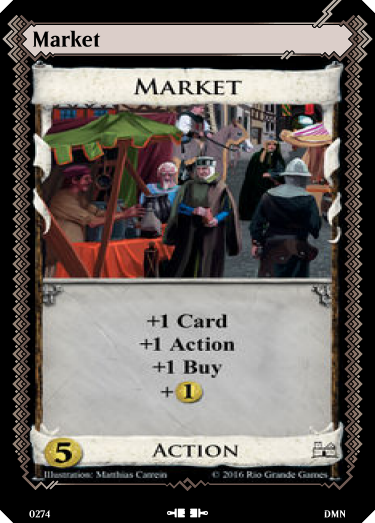 Market
MARKET
+1 Card
+1 Action
+1 Buy
+ 1
5
ACTION
Illustration: Matthias Catrein © 2016 Rio Grande Games
0274 DMN